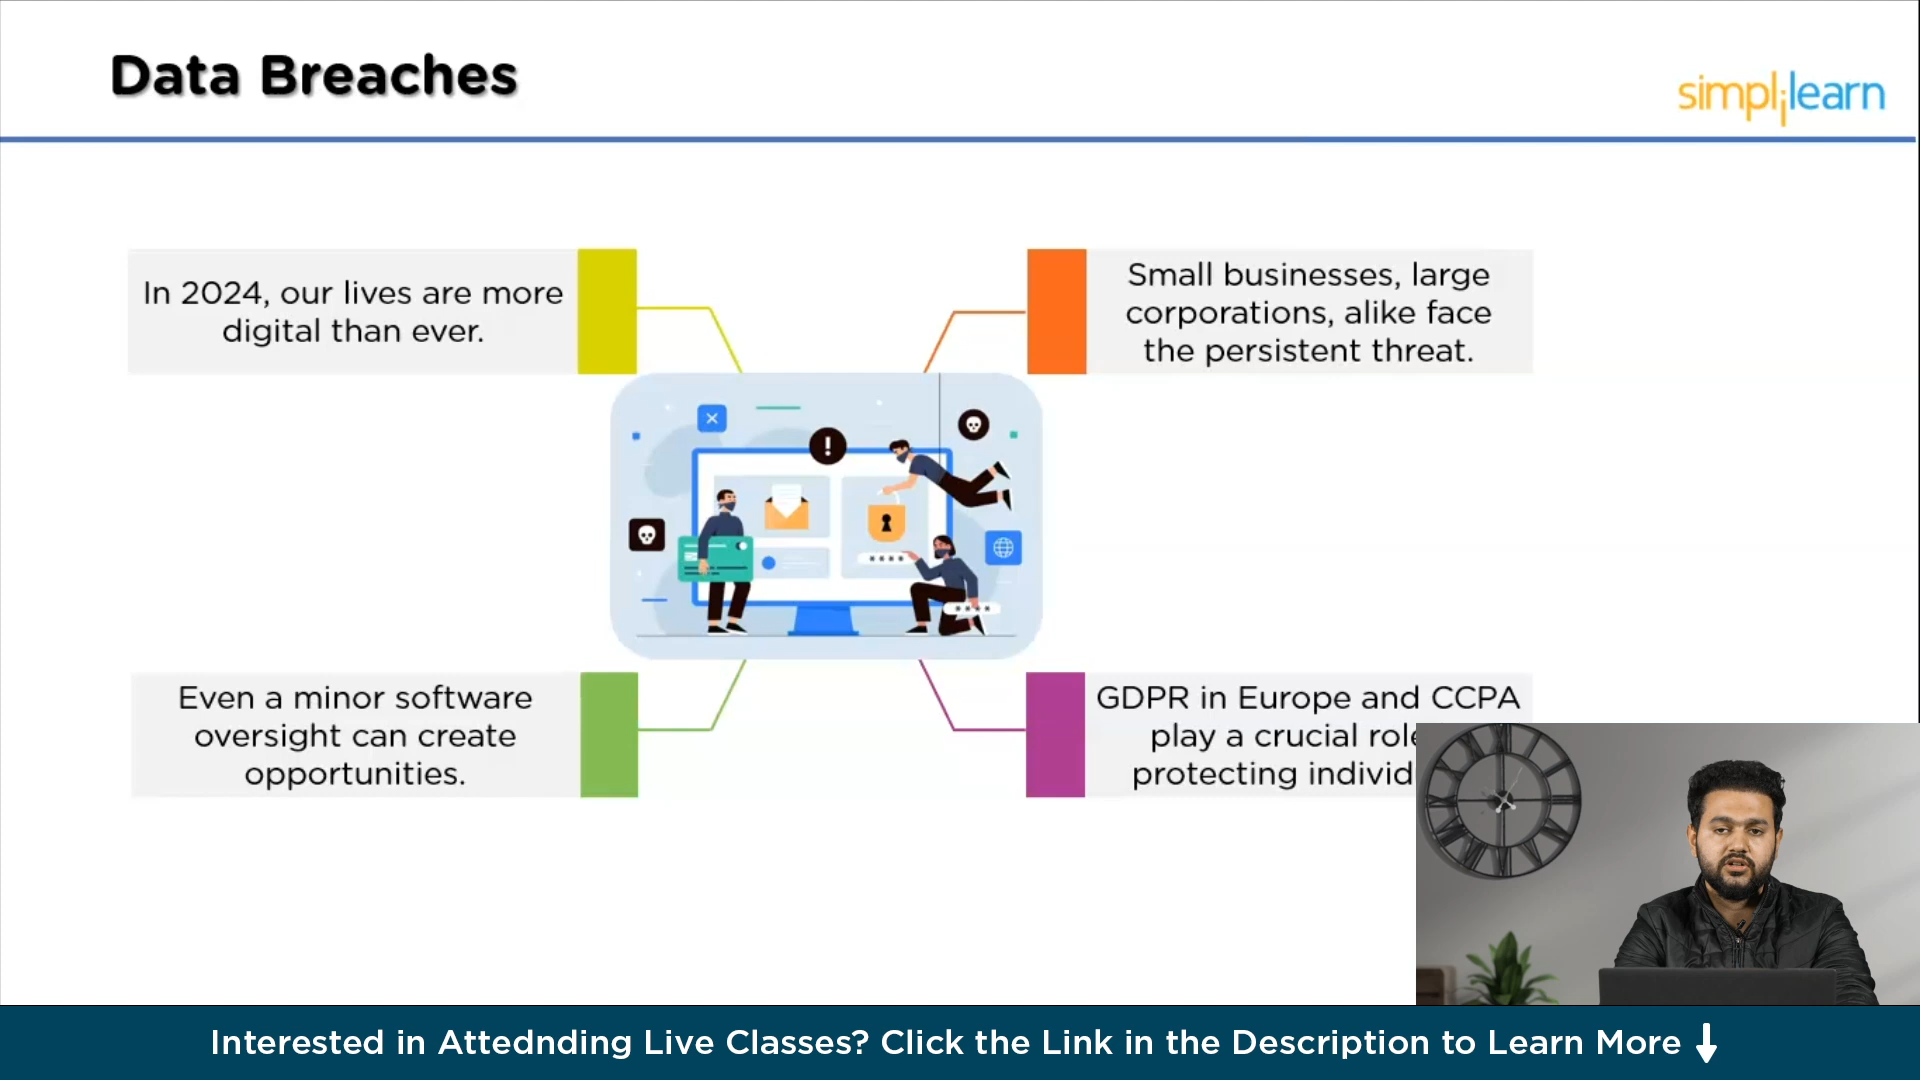 Data Breaches
simplilearn
In 2024, our lives are more
digital than ever.
Small businesses, large
corporations, alike face
the persistent threat.
Even a minor software
oversight can create
opportunities.
GDPR in Europe and CCPA
play a crucial role
protecting individ
Interested in Attednding Live Classes? Click the Link in the Description to Learn More